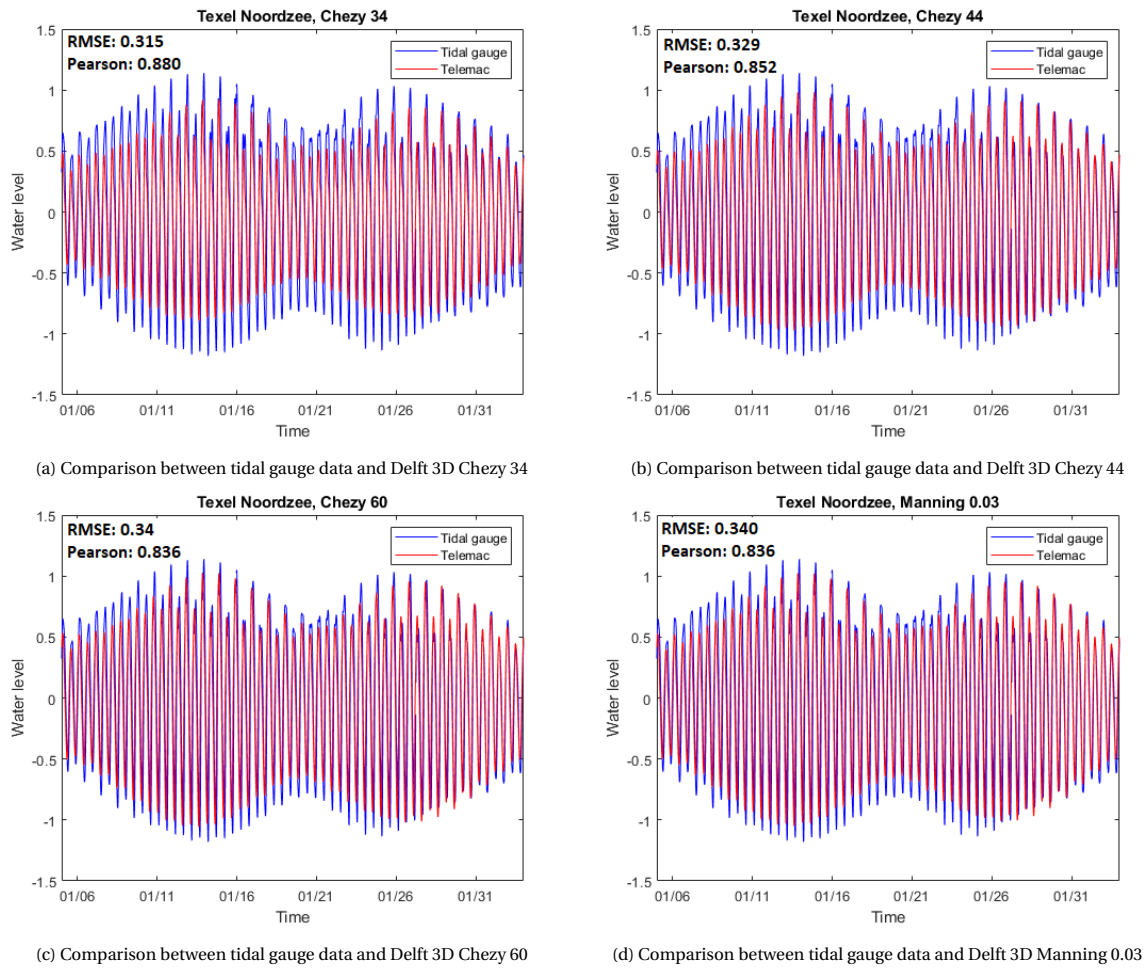 Texel Noordzee, Chezy 34
RMSE: 0.315
Pearson: 0.880
Tidal gauge
Telemac
1.5
1
0.5
0
-0.5
-1
-1.5
Water level
01/06 01/11 01/16 01/21 01/26 01/31
Time
(a) Comparison between tidal gauge data and Delft 3D Chezy 34
Texel Noordzee, Chezy 44
RMSE: 0.329
Pearson: 0.852
Tidal gauge
Telemac
1.5
1
0.5
0
-0.5
-1
-1.5
Water level
01/06 01/11 01/16 01/21 01/26 01/31
Time
(b) Comparison between tidal gauge data and Delft 3D Chezy 44
Texel Noordzee, Chezy 60
RMSE: 0.34
Pearson: 0.836
Tidal gauge
Telemac
1.5
1
0.5
0
-0.5
-1
-1.5
Water level
01/06 01/11 01/16 01/21 01/26 01/31
Time
(c) Comparison between tidal gauge data and Delft 3D Chezy 60
Texel Noordzee, Manning 0.03
RMSE: 0.340
Pearson: 0.836
Tidal gauge
Telemac
1.5
1
0.5
0
-0.5
-1
-1.5
Water level
01/06 01/11 01/16 01/21 01/26 01/31
Time
(d) Comparison between tidal gauge data and Delft 3D Manning 0.03